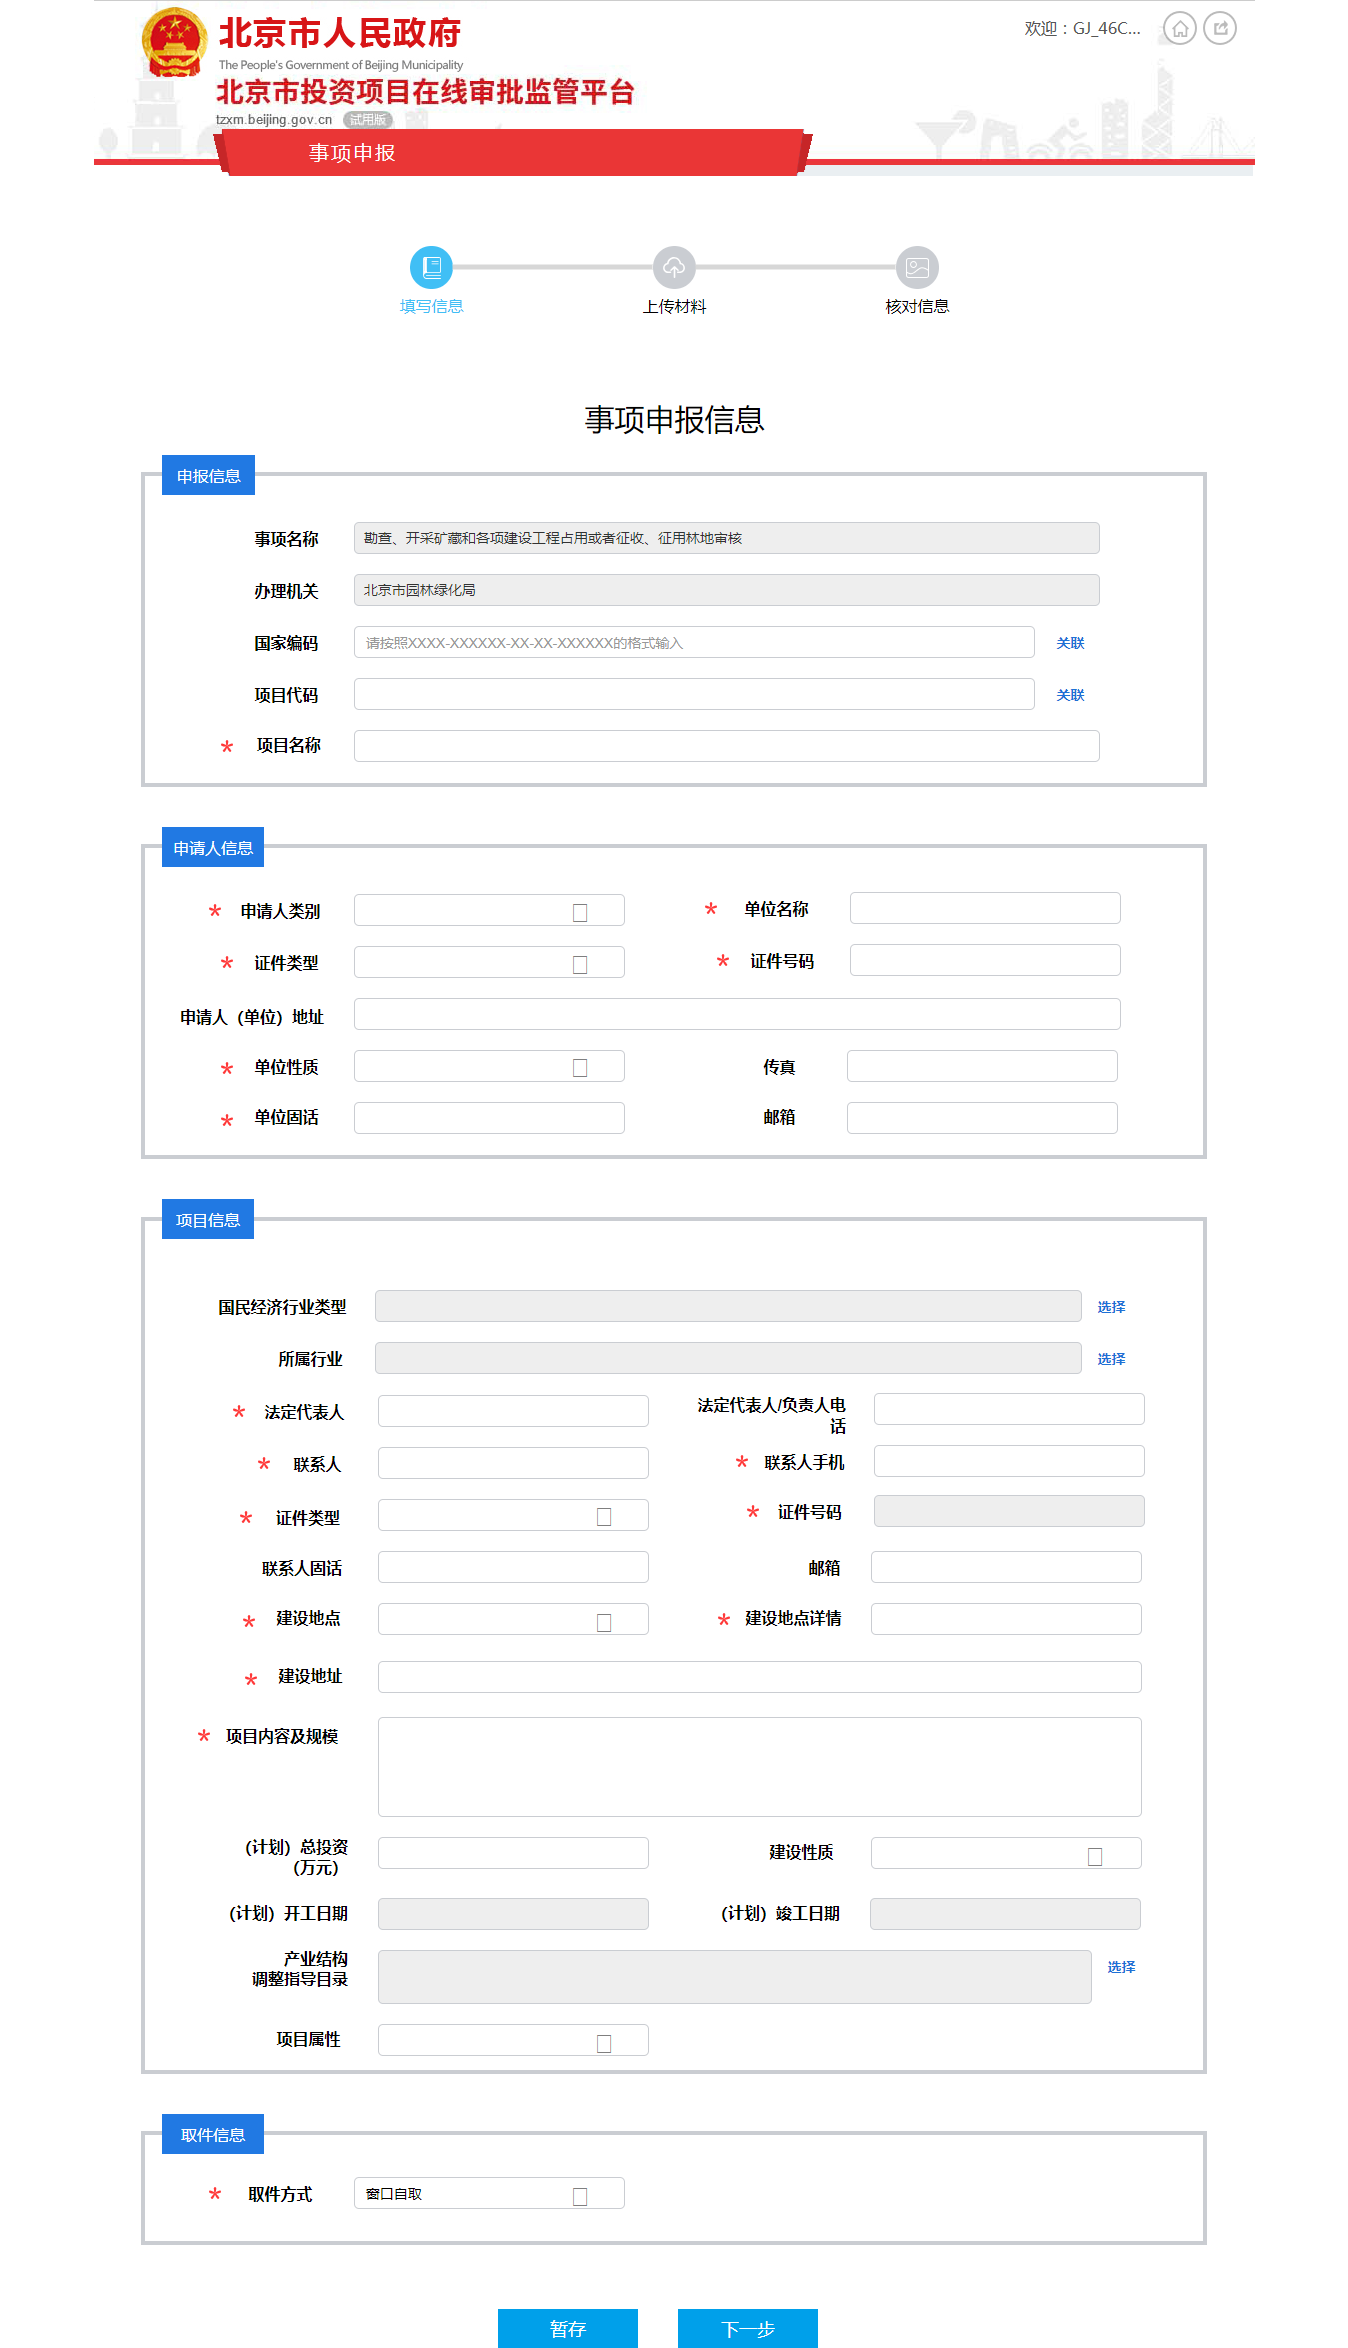 北京市人民政府
The People's Government of Beijing Municipality
北京市投资项目在线审批监管平台
tzxm.beijing.gov.cn 试用版
欢迎：GJ_46C...
事项申报
填写信息 上传材料 核对信息
事项申报信息
申报信息
事项名称 勘查、开采矿藏和各项建设工程占用或者征收、征用林地审核
办理机关 北京市园林绿化局
国家编码 请按照XXXX-XXXXXX-XX-XX-XXXXXX的格式输入 关联
项目代码 关联
* 项目名称
申请人信息
* 申请人类别 * 单位名称
* 证件类型 * 证件号码
申请人（单位）地址
* 单位性质 传真
* 单位固话 邮箱
项目信息
国民经济行业类型 选择
所属行业 选择
* 法定代表人 法定代表人/负责人电
话
* 联系人 * 联系人手机
* 证件类型 * 证件号码
联系人固话 邮箱
* 建设地点 * 建设地点详情
* 建设地址
* 项目内容及规模
（计划）总投资 建设性质
（万元）
（计划）开工日期 （计划）竣工日期
产业结构 选择
调整指导目录
项目属性
取件信息
* 取件方式 窗口自取
暂存 下一步